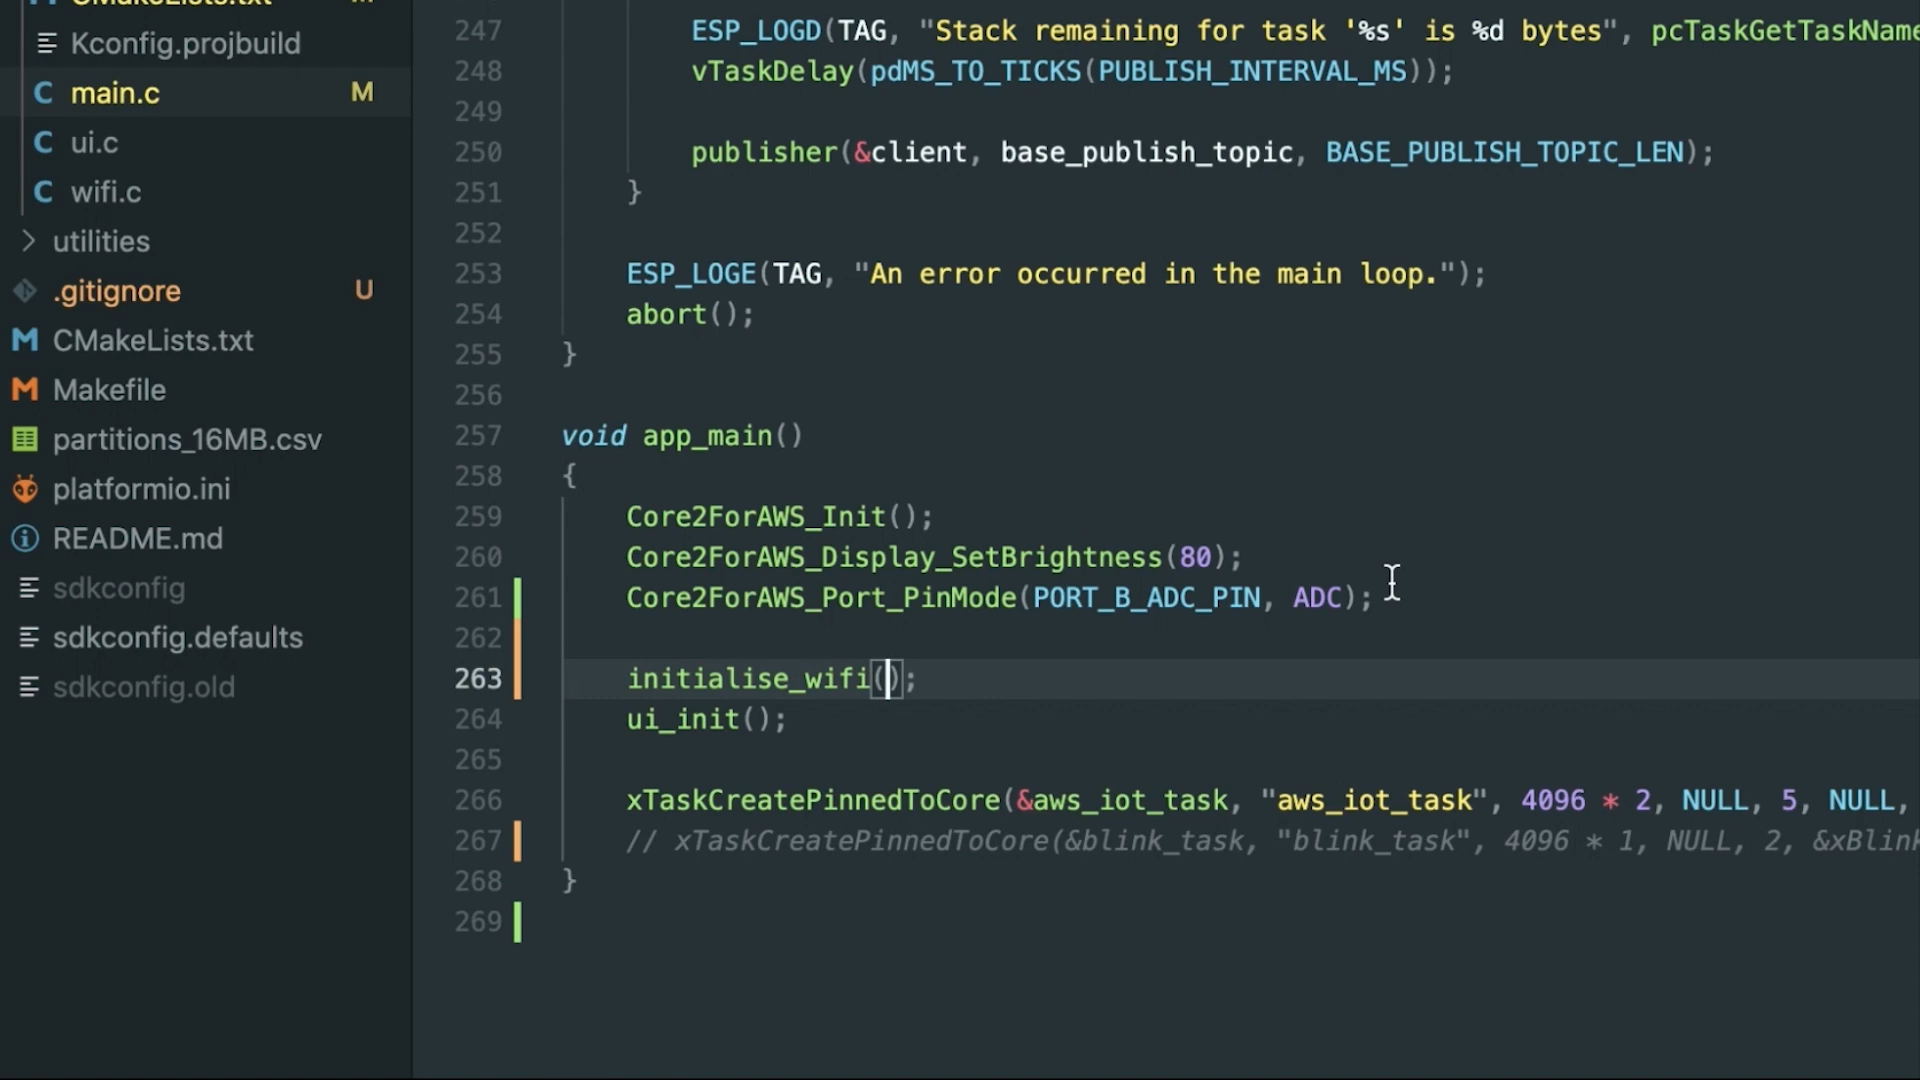 CMakeLists.txt
Kconfig.projbuild
main.c M
ui.c
wifi.c
utilities
.gitignore U
CMakeLists.txt
Makefile
partitions_16MB.csv
platformio.ini
README.md
sdkconfig
sdkconfig.defaults
sdkconfig.old
247 ESP_LOGD(TAG, "Stack remaining for task '%s' is %d bytes", pcTaskGetTaskName
248 vTaskDelay(pdMS_TO_TICKS(PUBLISH_INTERVAL_MS));
249
250 publisher(&client, base_publish_topic, BASE_PUBLISH_TOPIC_LEN);
251 }
252
253 ESP_LOGE(TAG, "An error occurred in the main loop.");
254 abort();
255 }
256
257 void app_main()
258 {
259 Core2ForAWS_Init();
260 Core2ForAWS_Display_SetBrightness(80);
261 Core2ForAWS_Port_PinMode(PORT_B_ADC_PIN, ADC);
262
263 initialise_wifi();
264 ui_init();
265
266 xTaskCreatePinnedToCore(&aws_iot_task, "aws_iot_task", 4096 * 2, NULL, 5, NULL,
267 // xTaskCreatePinnedToCore(&blink_task, "blink_task", 4096 * 1, NULL, 2, &xBlink
268 }
269